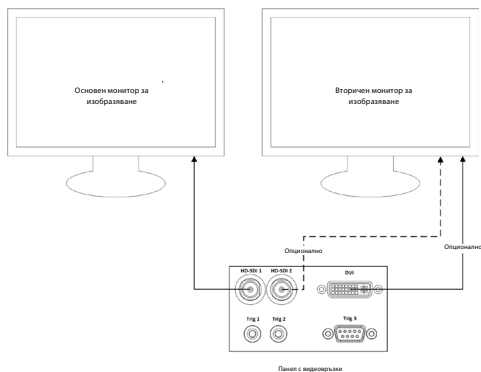 Основен монитор за
изобразяване
Вторичен монитор за
изобразяване
Опционално
Опционално
HD-SDI 1
HD-SDI 2
DVI
Trig 1
Trig 2
Trig 3
Панел с видеовръзки